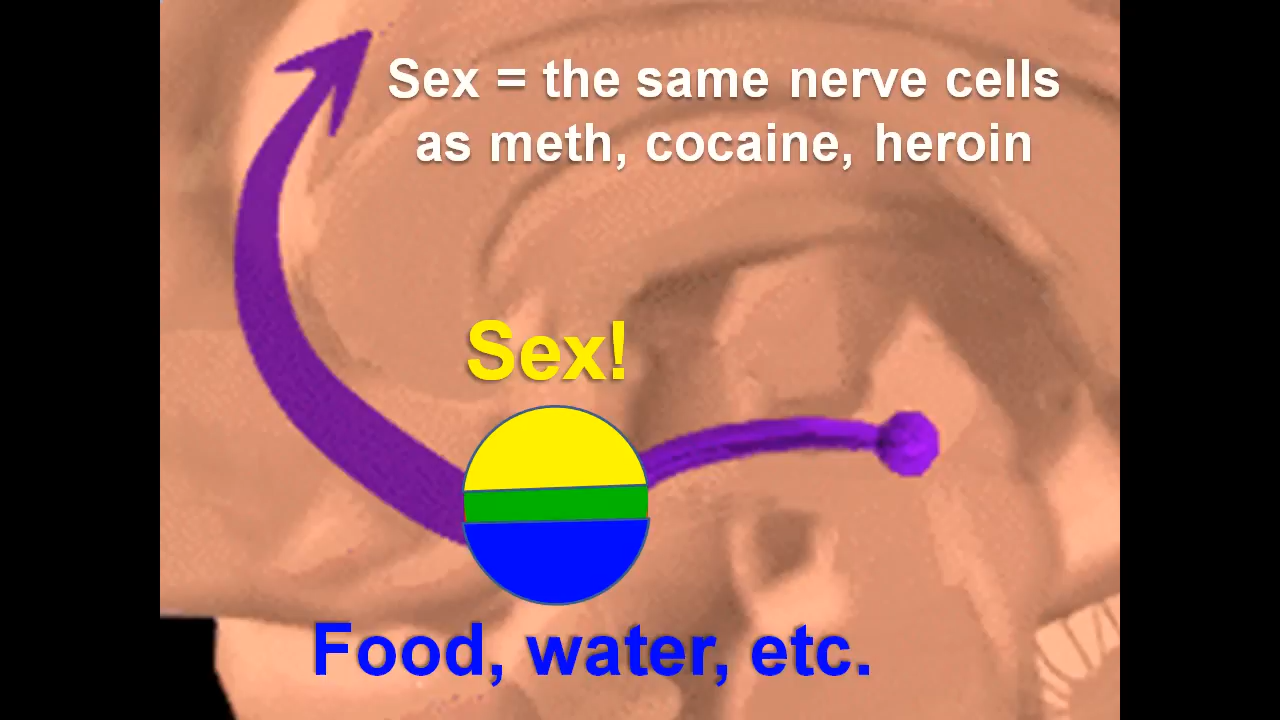 Sex = the same nerve cells
as meth, cocaine, heroin
Sex!
Food, water, etc.